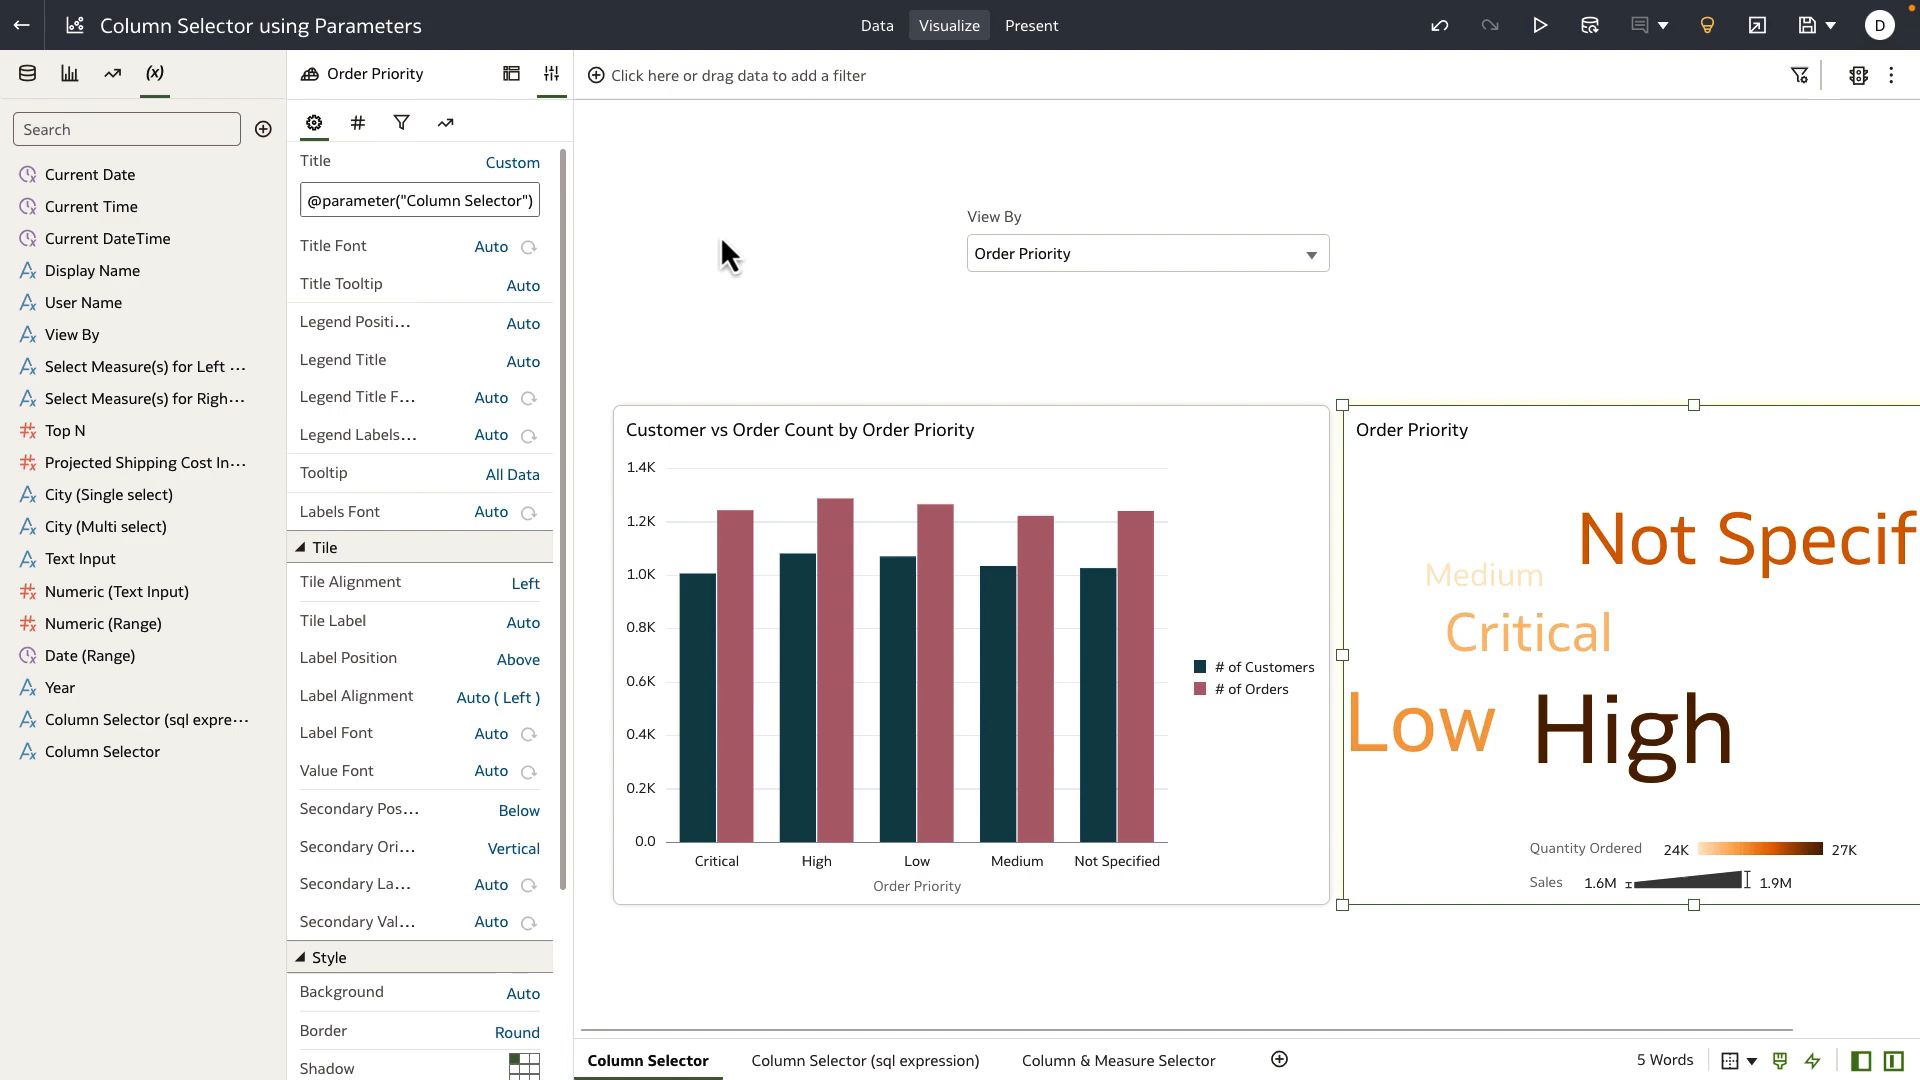 Column Selector using Parameters
Data
Visualize
Present
D
(x)
Order Priority
Click here or drag data to add a filter
Search
Current Date
Current Time
Current DateTime
Display Name
User Name
View By
Select Measure(s) for Left ...
Select Measure(s) for Righ...
Top N
Projected Shipping Cost In...
City (Single select)
City (Multi select)
Text Input
Numeric (Text Input)
Numeric (Range)
Date (Range)
Year
Column Selector (sql expre...
Column Selector
Title
Custom
@parameter("Column Selector")
Title Font
Auto
Title Tooltip
Auto
Legend Positi...
Auto
Legend Title
Auto
Legend Title F...
Auto
Legend Labels...
Auto
Tooltip
All Data
Labels Font
Auto
Tile
Tile Alignment
Left
Tile Label
Auto
Label Position
Above
Label Alignment
Auto ( Left )
Label Font
Auto
Value Font
Auto
Secondary Pos...
Below
Secondary Ori...
Vertical
Secondary La...
Auto
Secondary Val...
Auto
Style
Background
Auto
Border
Round
Shadow
View By
Order Priority
Customer vs Order Count by Order Priority
1.4K
1.2K
1.0K
0.8K
0.6K
0.4K
0.2K
0.0
Critical
High
Low
Medium
Not Specified
Order Priority
# of Customers
# of Orders
Order Priority
Not Specif
Medium
Critical
Low
High
Quantity Ordered
24K
27K
Sales
1.6M
1.9M
Column Selector
Column Selector (sql expression)
Column & Measure Selector
5 Words